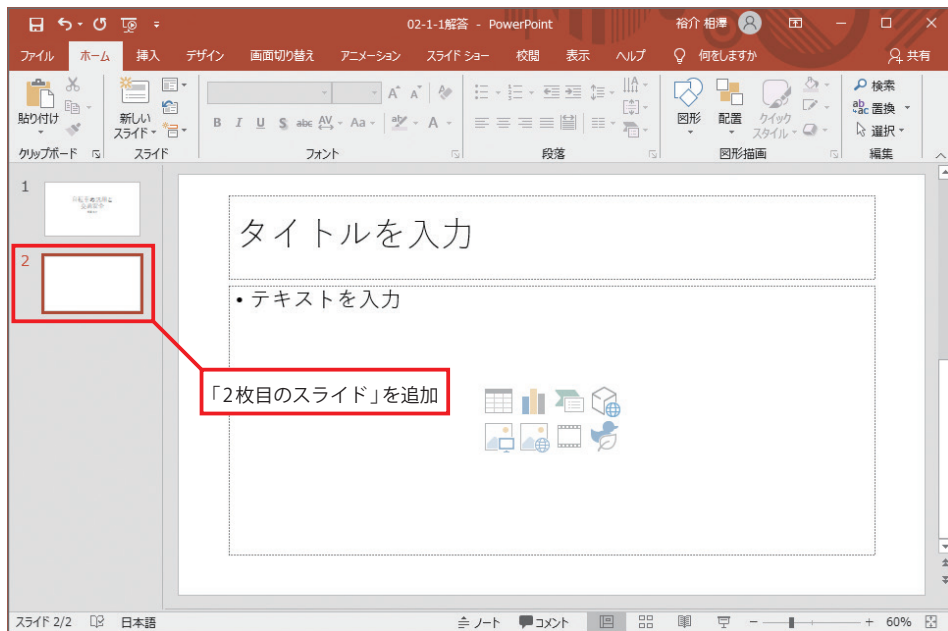 02-1-1解答 - PowerPoint
裕介 相澤
ファイル ホーム 挿入 デザイン 画面切り替え アニメーション スライド ショー 校閲 表示 ヘルプ 何をしますか 共有
貼り付け
新しい
スライド
B I U S abc AV Aa A A A
図形 配置 クイック
スタイル
検索
置換
選択
クリップボード スライド フォント 段落 図形描画 編集
1
2
タイトルを入力
• テキストを入力
「2枚目のスライド」を追加
スライド 2/2 日本語 ノート コメント 60%